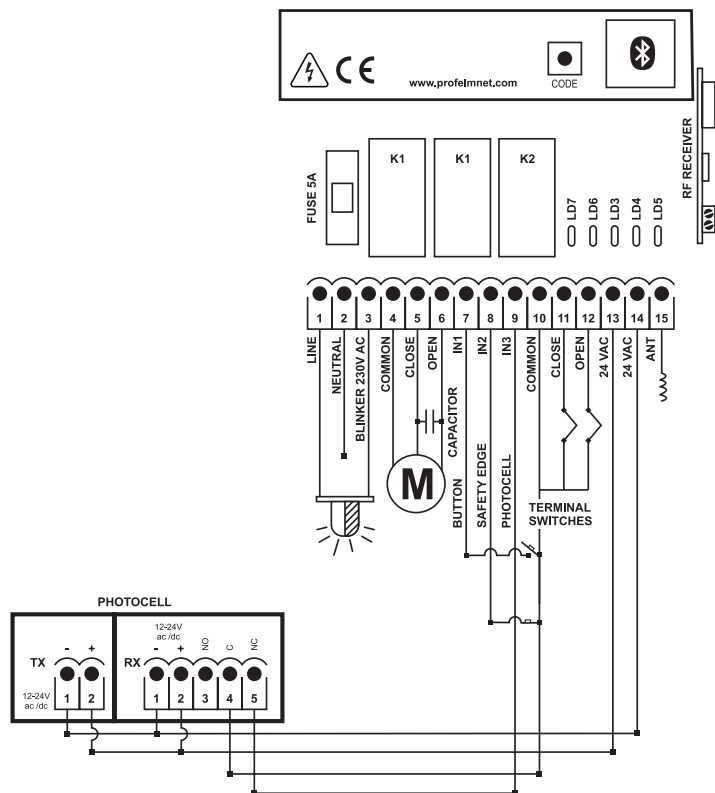 CE
www.profelmnet.com
CODE
RF RECEIVER
FUSE 5A
K1
K1
K2
LD7
LD6
LD3
LD4
LD5
1 2 3 4 5 6 7 8 9 10 11 12 13 14 15
LINE
NEUTRAL
BLINKER 230V AC
COMMON
CLOSE
OPEN
IN1
IN2
IN3
COMMON
CLOSE
OPEN
24 VAC
24 VAC
ANT
CAPACITOR
M
BUTTON
SAFETY EDGE
PHOTOCELL
TERMINAL
SWITCHES
PHOTOCELL
TX
- +
12-24V
ac /dc
1 2
RX
12-24V
ac /dc
- +
NO
C
NC
1 2 3 4 5